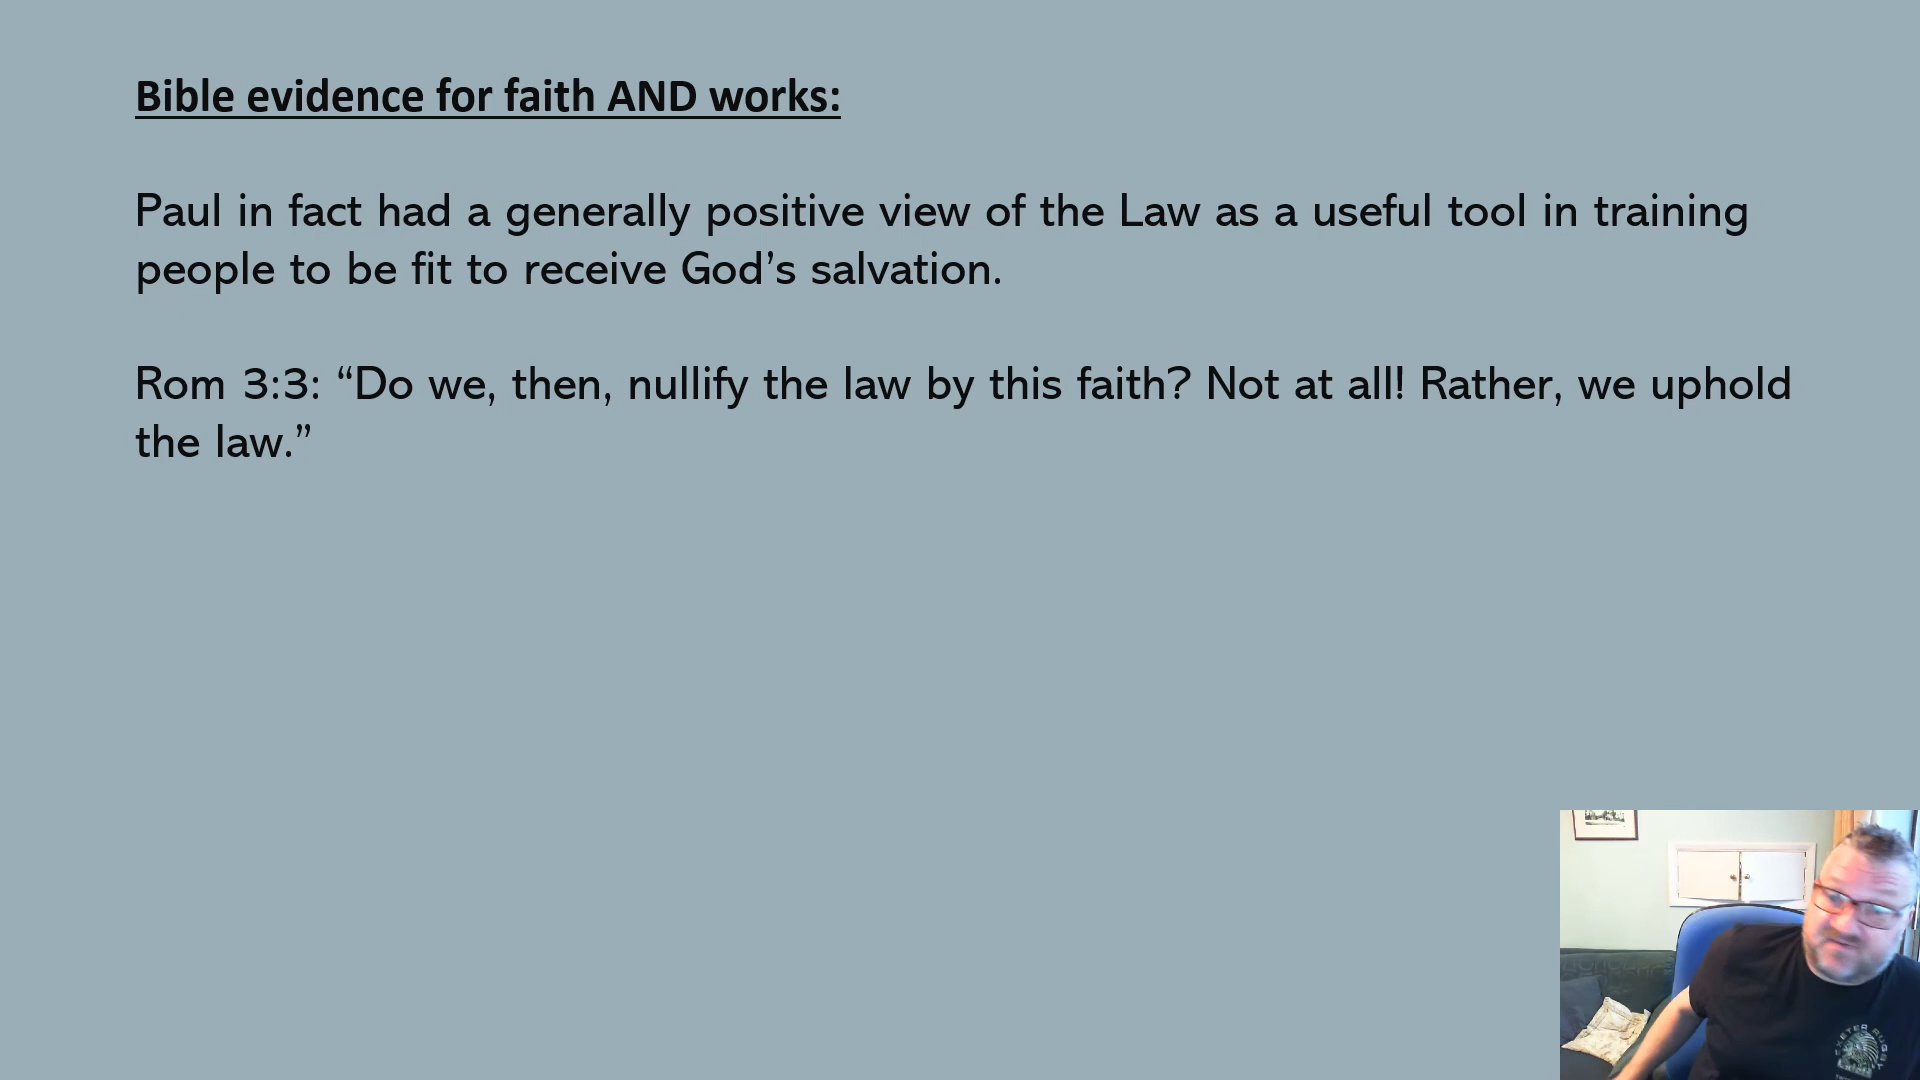 Bible evidence for faith AND works:
Paul in fact had a generally positive view of the Law as a useful tool in training
people to be fit to receive God’s salvation.
Rom 3:3: “Do we, then, nullify the law by this faith? Not at all! Rather, we uphold
the law.”
EXETER RUGBY